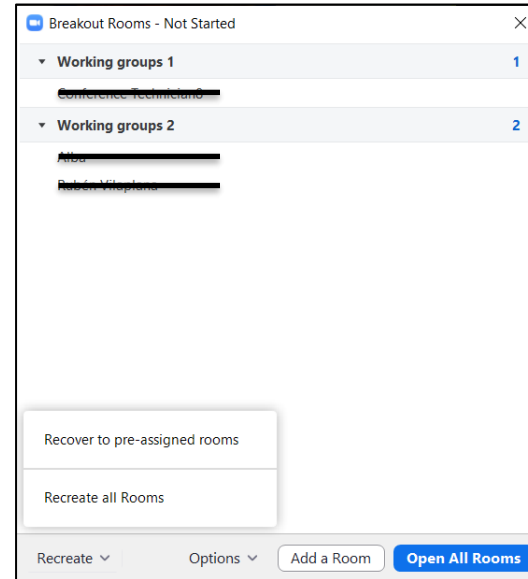 Breakout Rooms - Not Started
Working groups 1 1
Working groups 2 2
Recover to pre-assigned rooms
Recreate all Rooms
Recreate Options Add a Room Open All Rooms